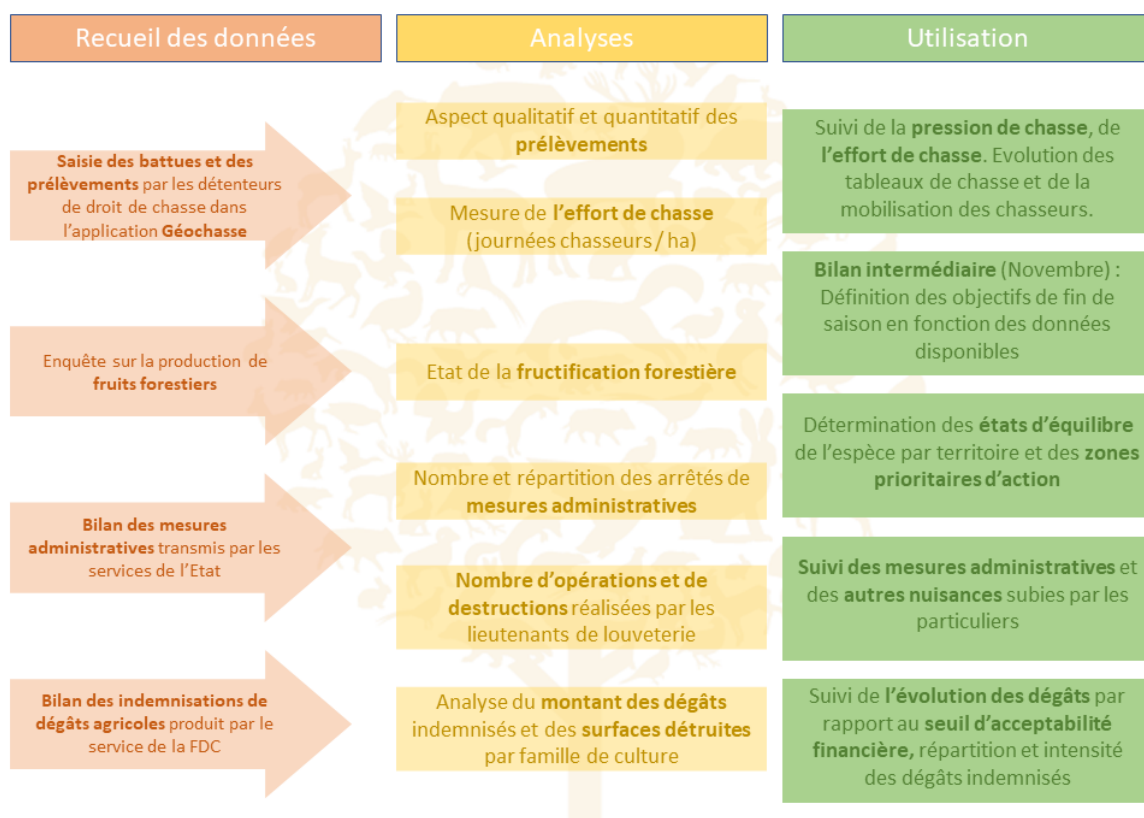 Recueil des données
Saisie des battues et des
prélèvements par les détenteurs
de droit de chasse dans
l'application Géochasse
Enquête sur la production de
fruits forestiers
Bilan des mesures
administratives transmis par les
services de l'Etat
Bilan des indemnisations de
dégâts agricoles produit par le
service de la FDC
Analyses
Aspect qualitatif et quantitatif des
prélèvements
Mesure de l'effort de chasse
(journées chasseurs / ha)
Etat de la fructification forestière
Nombre et répartition des arrêtés de
mesures administratives
Nombre d'opérations et de
destructions réalisées par les
lieutenants de louveterie
Analyse du montant des dégâts
indemnisés et des surfaces détruites
par famille de culture
Utilisation
Suivi de la pression de chasse, de
l'effort de chasse. Evolution des
tableaux de chasse et de la
mobilisation des chasseurs.
Bilan intermédiaire (Novembre) :
Définition des objectifs de fin de
saison en fonction des données
disponibles
Détermination des états d'équilibre
de l'espèce par territoire et des zones
prioritaires d'action
Suivi des mesures administratives et
des autres nuisances subies par les
particuliers
Suivi de l'évolution des dégâts par
rapport au seuil d'acceptabilité
financière, répartition et intensité
des dégâts indemnisés